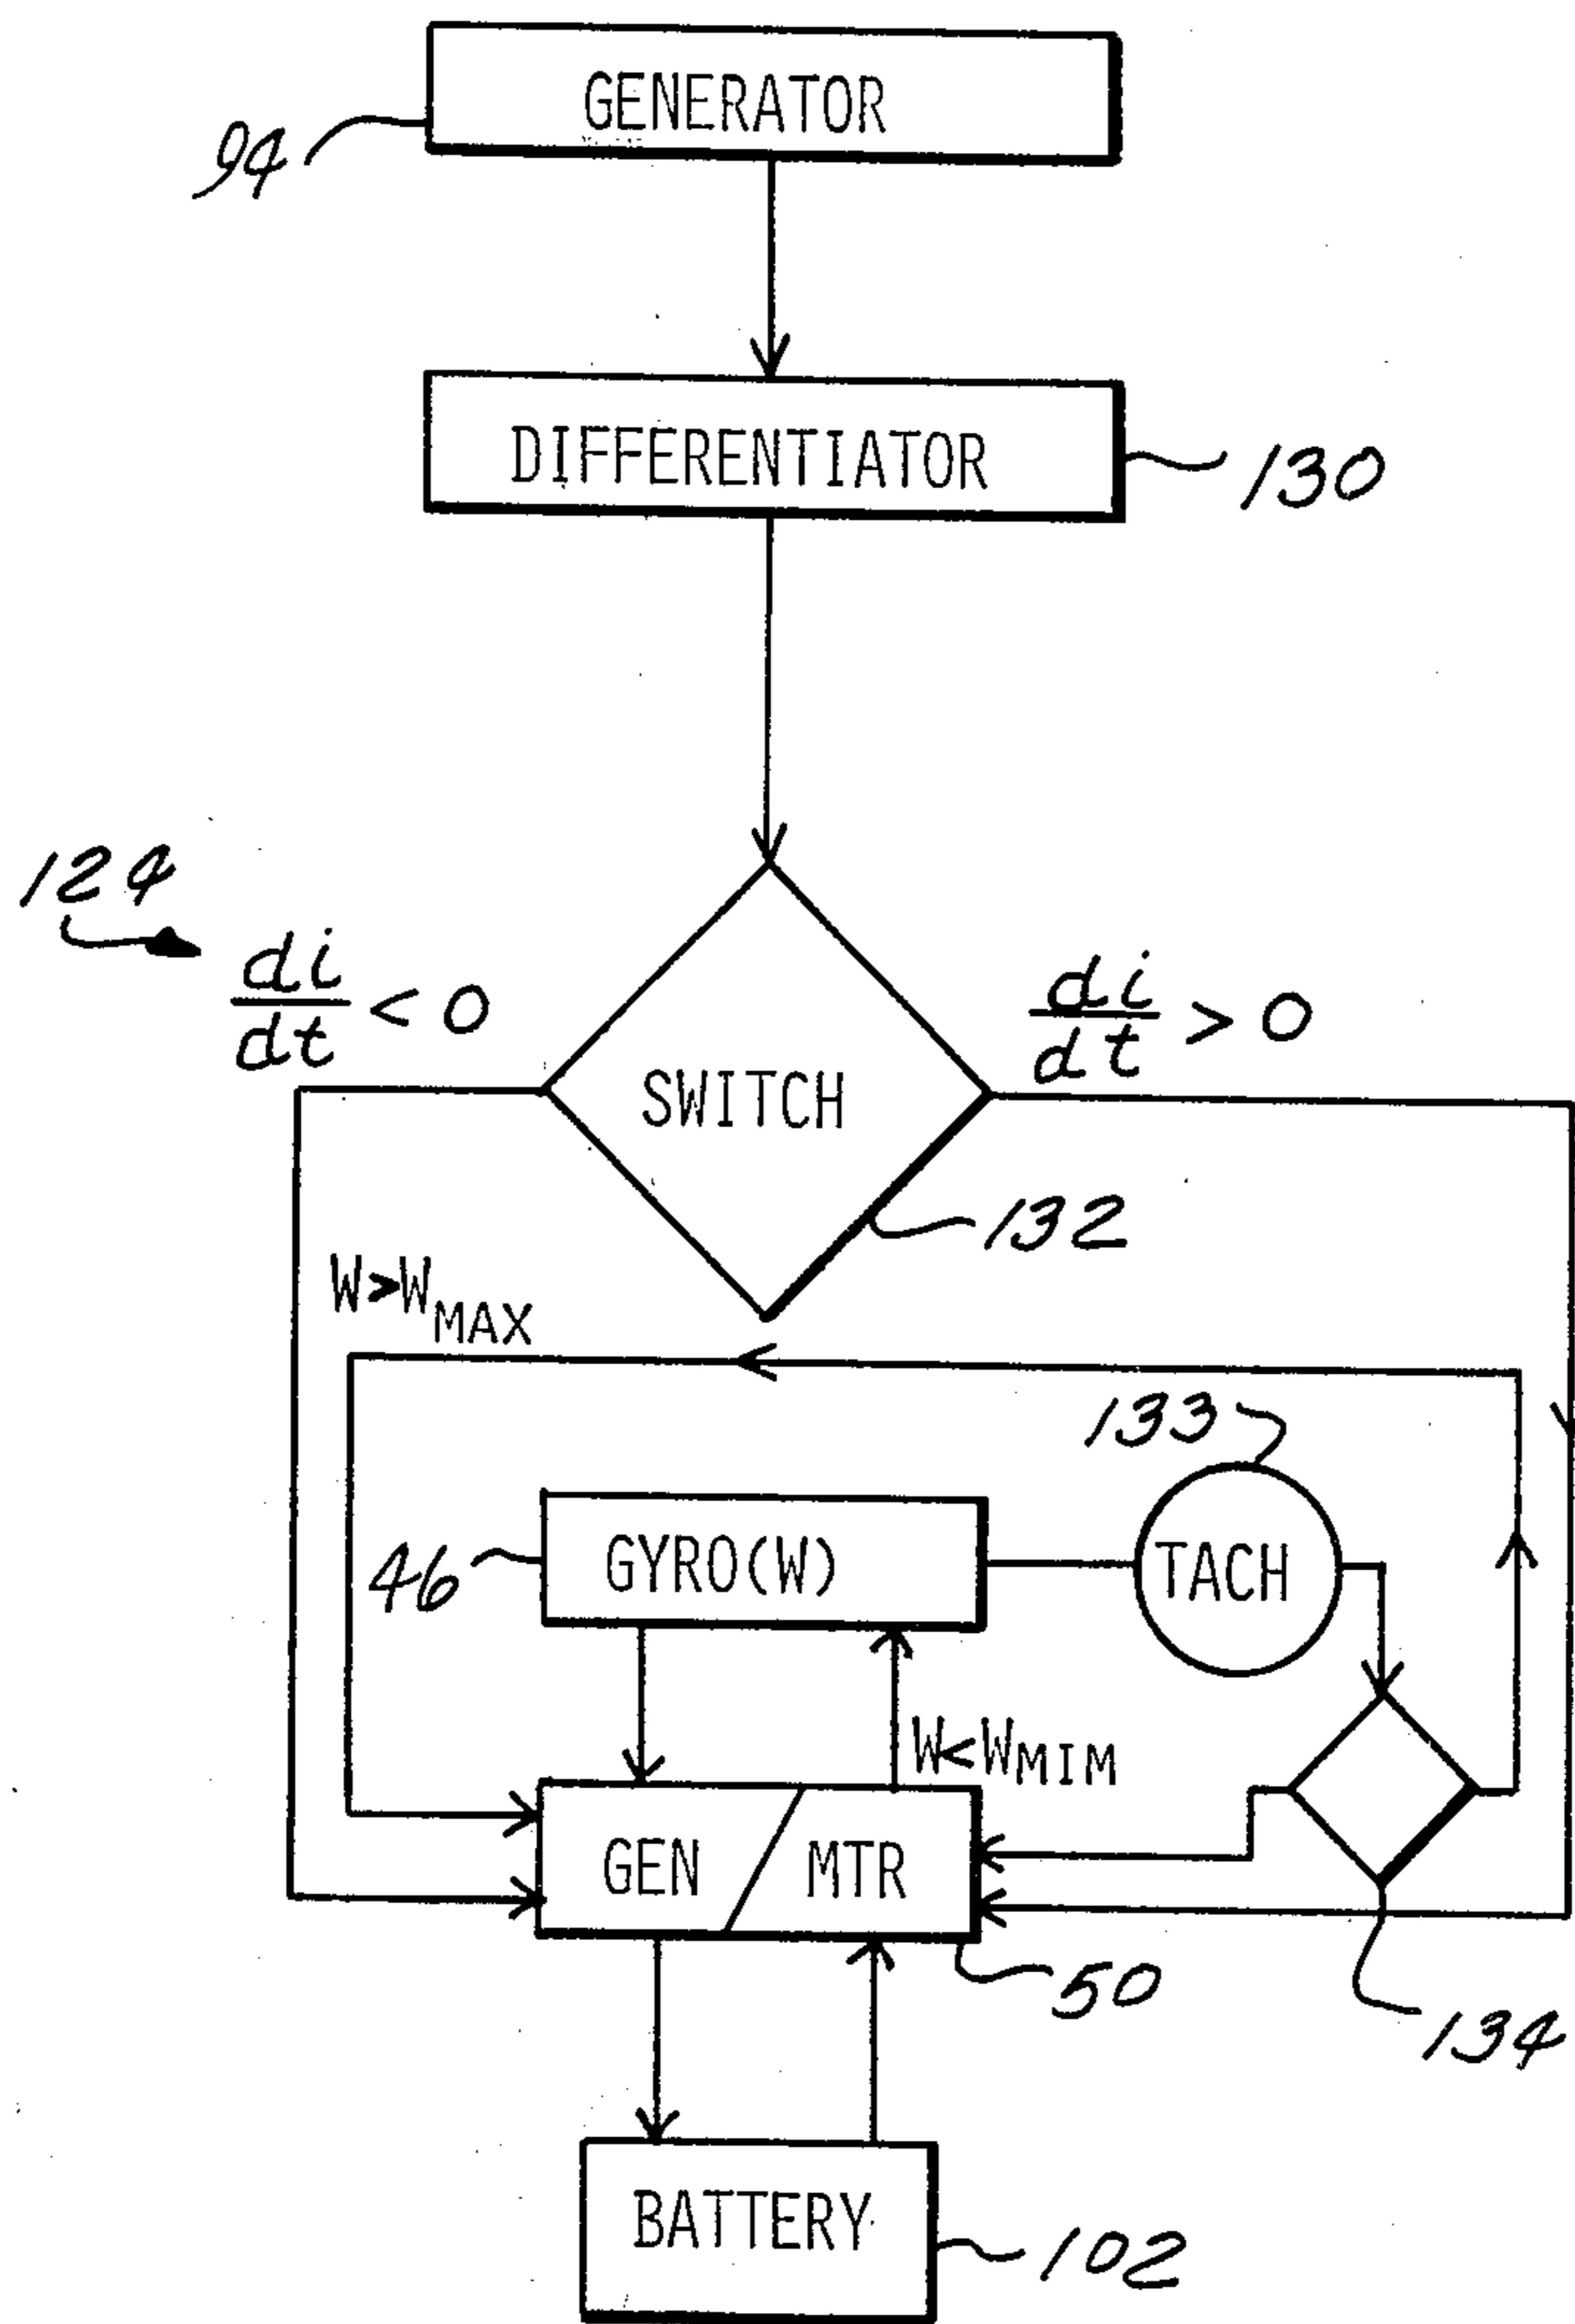 GENERATOR
94
DIFFERENTIATOR
130
124
di/dt < 0
di/dt > 0
SWITCH
132
W>WMAX
133
GYRO(W)
46
TACH
W<WMIM
GEN
MTR
50
134
BATTERY
102